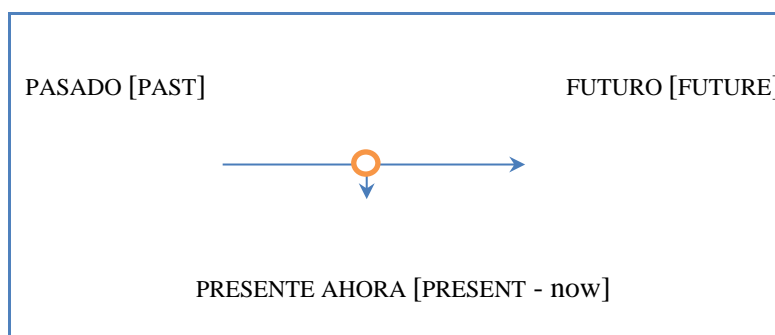 PASADO [PAST] FUTURO [FUTURE]
PRESENTE AHORA [PRESENT - now]